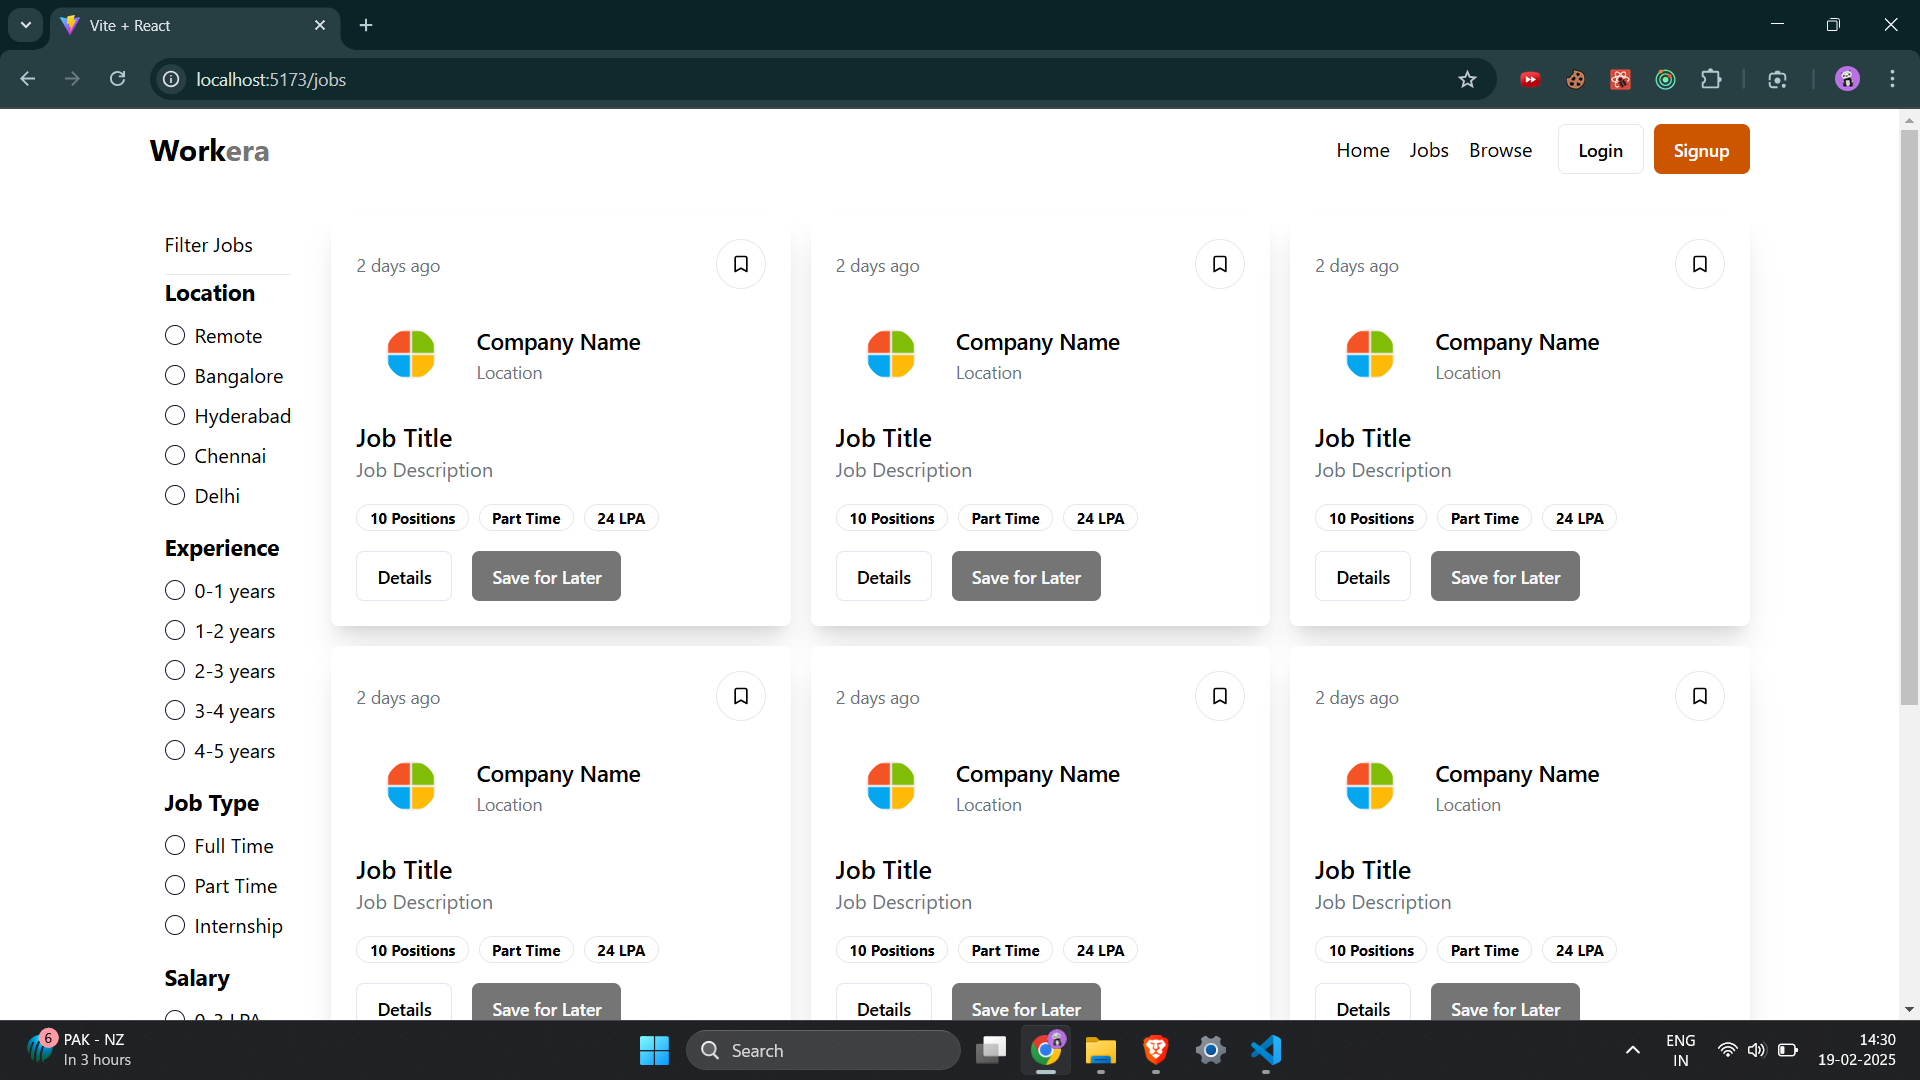 Vite + React
localhost:5173/jobs
Workera
Home Jobs Browse Login Signup
Filter Jobs
Location
Remote
Bangalore
Hyderabad
Chennai
Delhi
Experience
0-1 years
1-2 years
2-3 years
3-4 years
4-5 years
Job Type
Full Time
Part Time
Internship
Salary
0-3 LPA
2 days ago
Company Name
Location
Job Title
Job Description
10 Positions Part Time 24 LPA
Details Save for Later
2 days ago
Company Name
Location
Job Title
Job Description
10 Positions Part Time 24 LPA
Details Save for Later
2 days ago
Company Name
Location
Job Title
Job Description
10 Positions Part Time 24 LPA
Details Save for Later
2 days ago
Company Name
Location
Job Title
Job Description
10 Positions Part Time 24 LPA
Details Save for Later
2 days ago
Company Name
Location
Job Title
Job Description
10 Positions Part Time 24 LPA
Details Save for Later
2 days ago
Company Name
Location
Job Title
Job Description
10 Positions Part Time 24 LPA
Details Save for Later
6
PAK - NZ
In 3 hours
Search
ENG
IN
14:30
19-02-2025